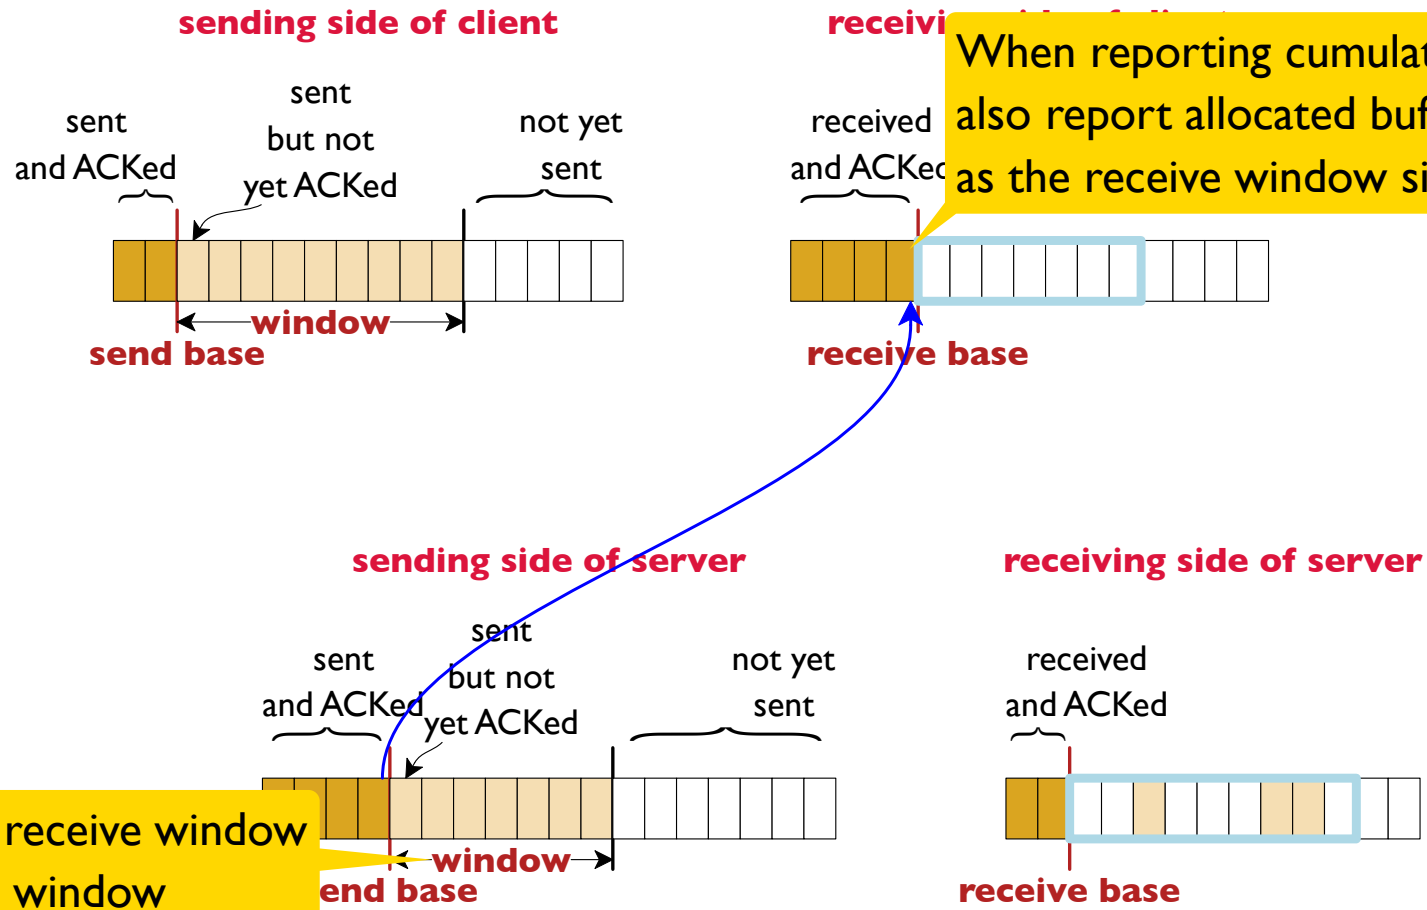 sending side of client
receivi
When reporting cumulat
also report allocated buf
as the receive window si
sent
and ACKed
sent
but not
yet ACKed
not yet
sent
received
and ACKed
window
send base
receive base
sending side of server
receiving side of server
sent
and ACKed
sent
but not
yet ACKed
not yet
sent
received
and ACKed
receive window
window
window
end base
receive base